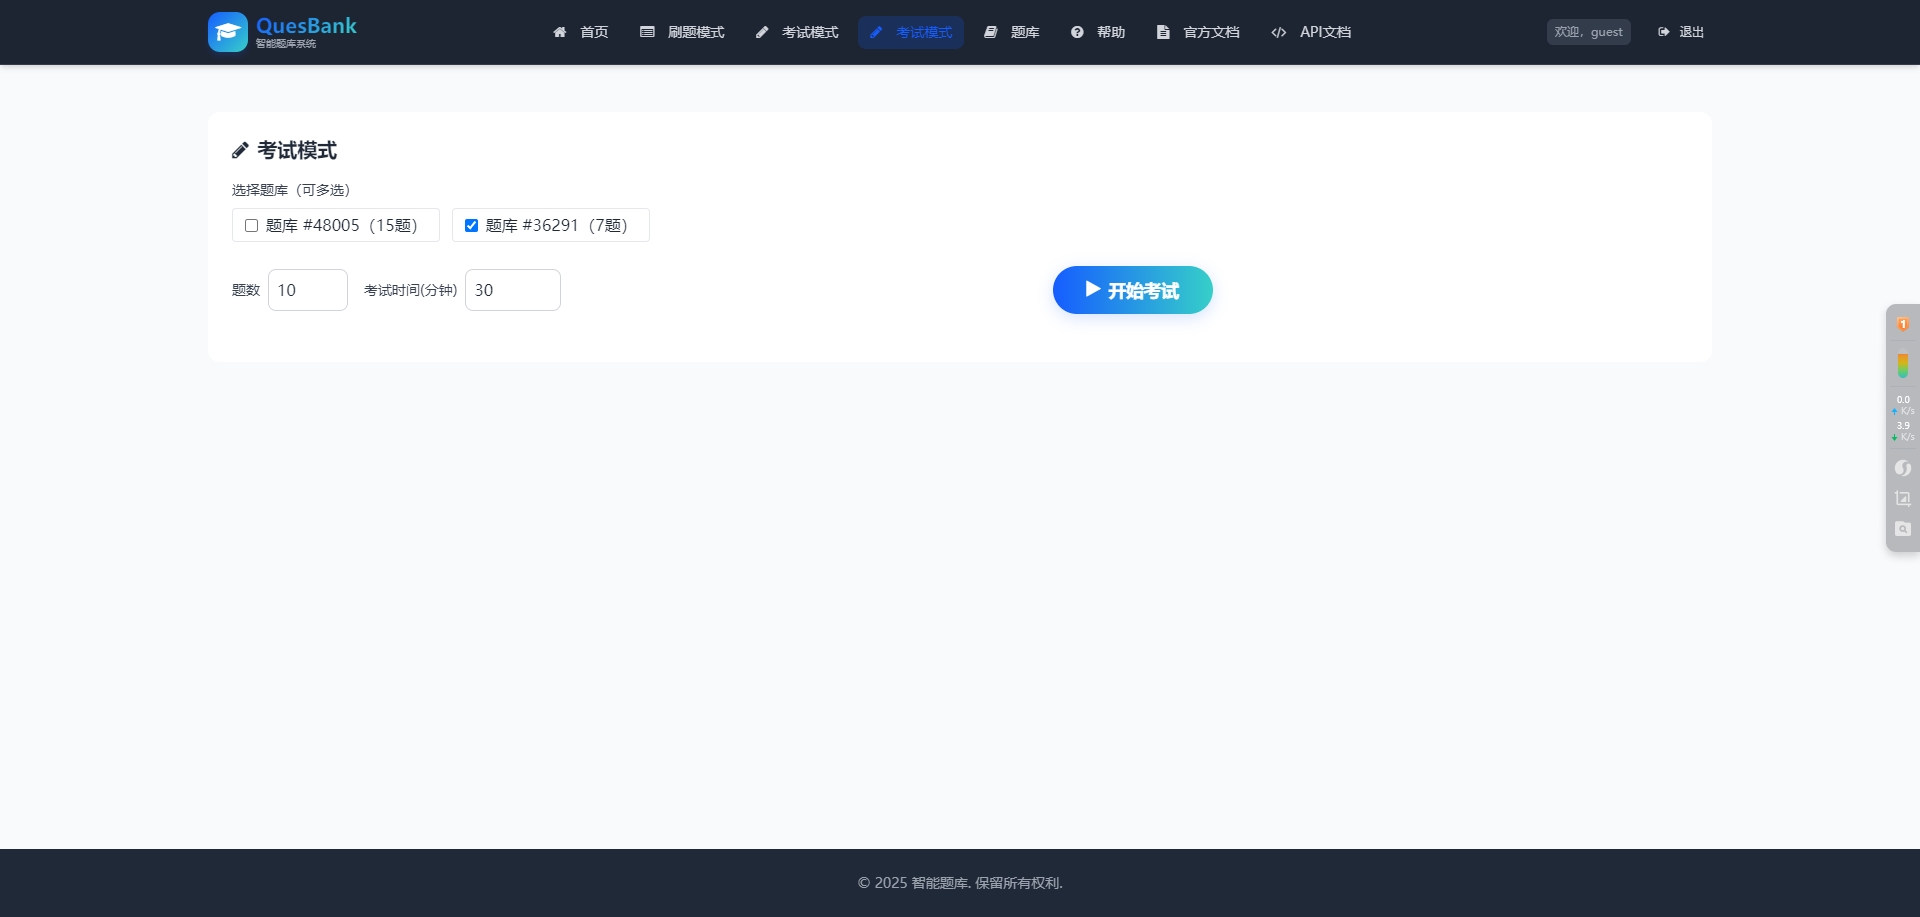 QuesBank
智能题库系统
首页
刷题模式
考试模式
考试模式
题库
帮助
官方文档
API文档
欢迎，guest
退出
考试模式
选择题库（可多选）
题库 #48005（15题）
题库 #36291（7题）
题数
10
考试时间(分钟)
30
开始考试
1
0.0
K/s
3.9
K/s
© 2025 智能题库. 保留所有权利.